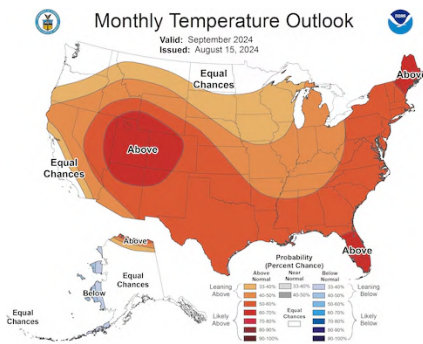 Monthly Temperature Outlook
Valid: September 2024
Issued: August 15, 2024
Equal
Chances
Above
Above
Equal
Chances
Above
Above
Below
Equal
Chances
Equal
Chances
Probability
(Percent Chance)
Above
Normal
Near
Normal
Below
Normal
Leaning
Above
Likely
Above
33-40%
40-50%
50-60%
60-70%
70-80%
80-90%
90-100%
33-40%
40-50%
Equal
Chances
33-40%
40-50%
50-60%
60-70%
70-80%
80-90%
90-100%
Leaning
Below
Likely
Below